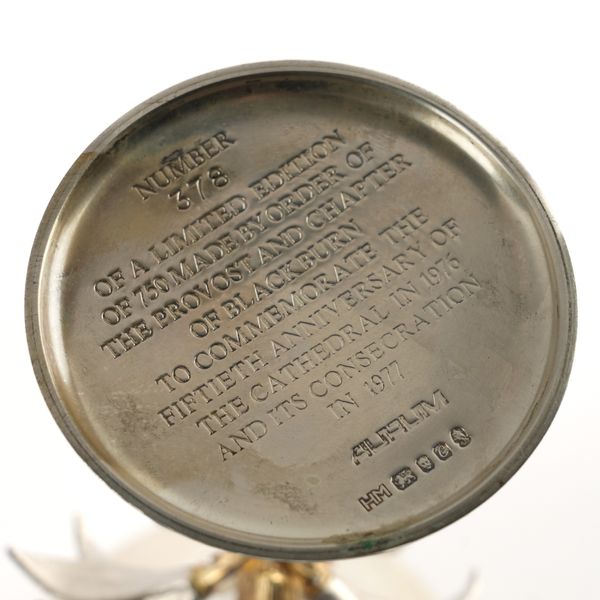 NUMBER
378
OF A LIMITED EDITION
OF 750 MADE BY ORDER OF
THE PROVOST AND CHAPTER
OF BLACKBURN
TO COMMEMORATE THE
FIFTIETH ANNIVERSARY OF
THE CATHEDRAL IN 1976
AND ITS CONSECRATION
IN 1977
AURUM
HM